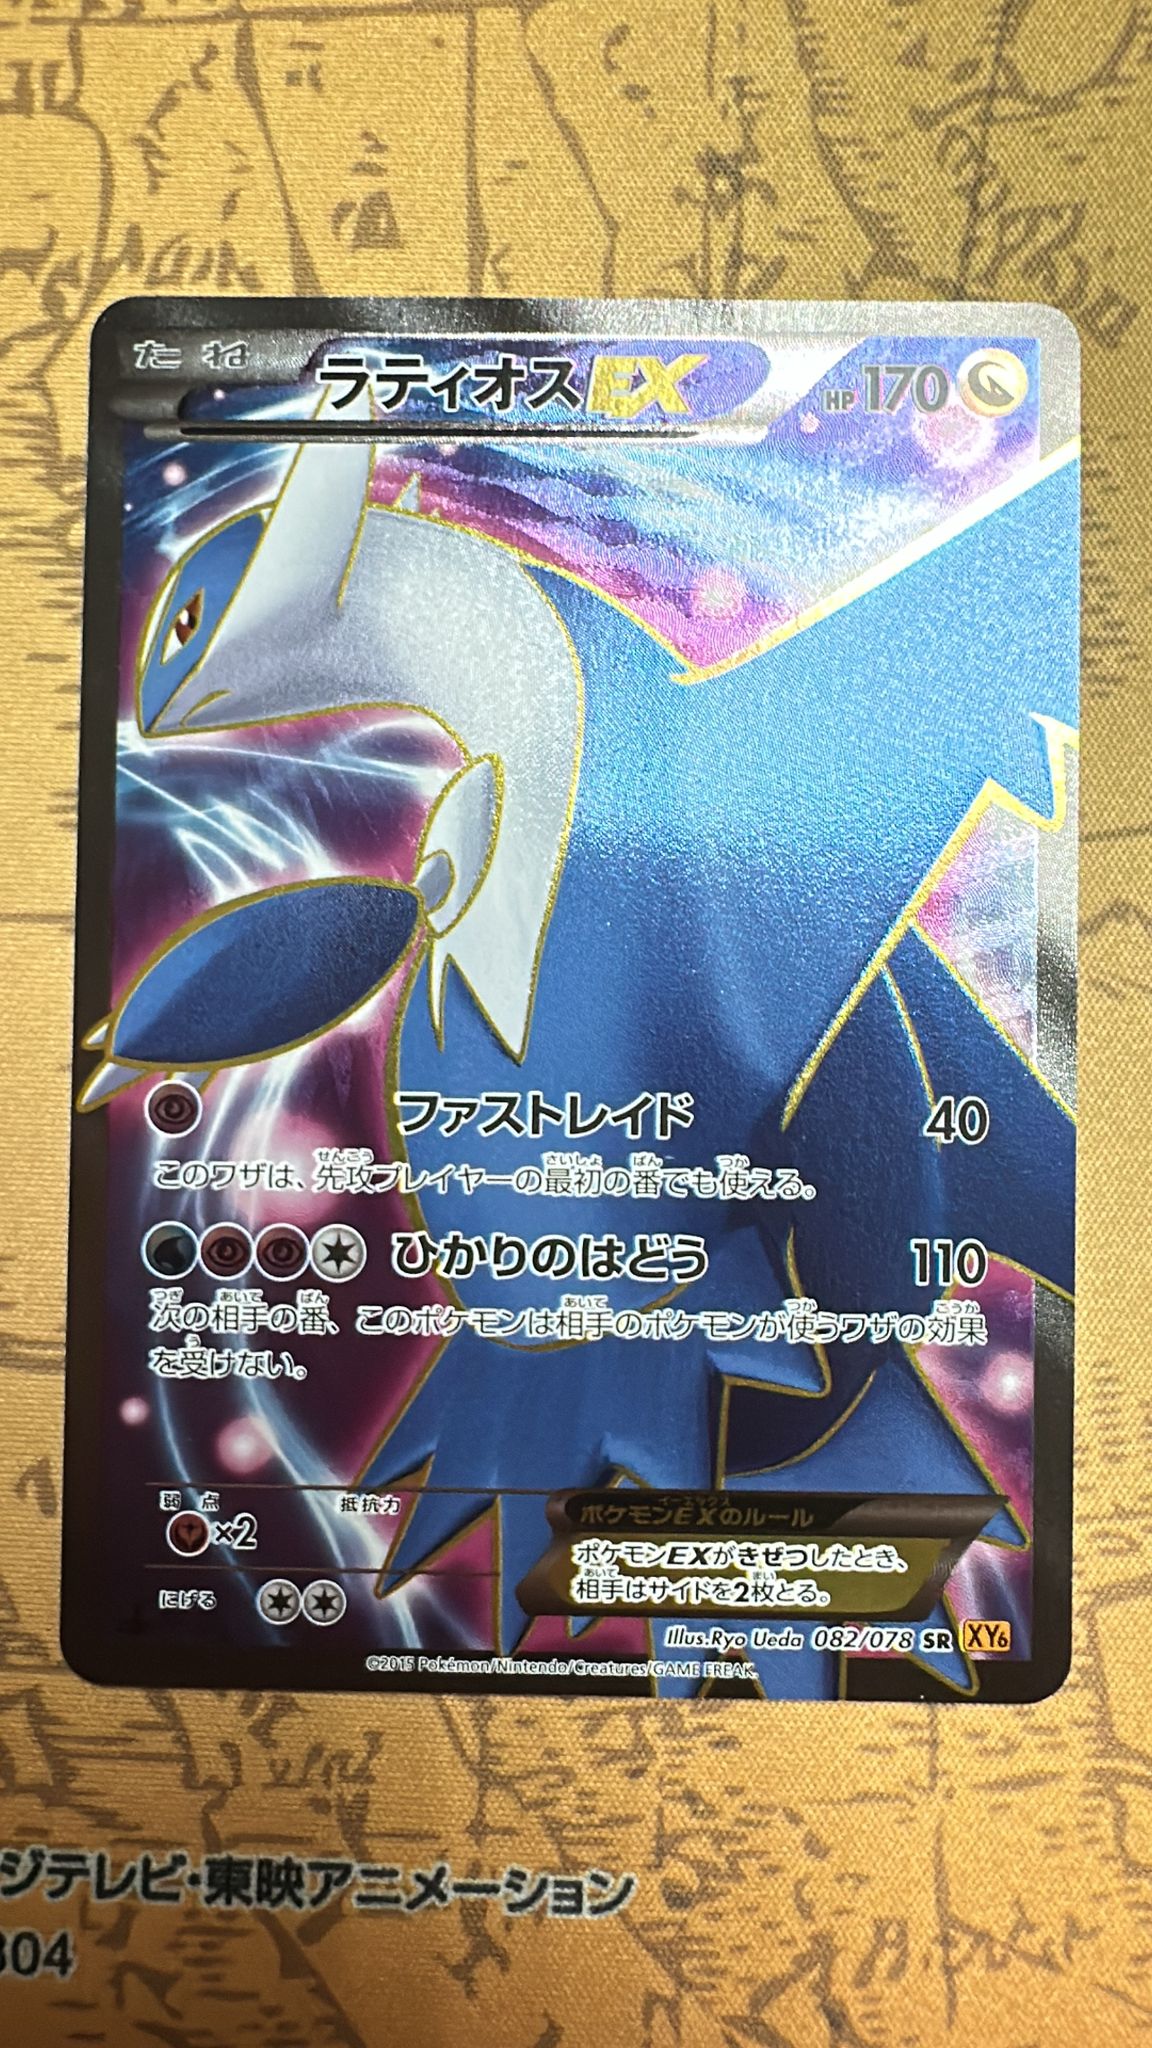 たね ラティオスEX HP170
ファストレイド 40
このワザは、先攻プレイヤーの最初の番でも使える。
ひかりのはどう 110
次の相手の番、このポケモンは相手のポケモンが使うワザの効果
を受けない。
弱点 抵抗力
×2
にげる
ポケモンEXのルール
ポケモンEXがきぜつしたとき、
相手はサイドを2枚とる。
Illus.Ryo Ueda 082/078 SR XY6
©2015 Pokémon/Nintendo/Creatures/GAME FREAK.
ジテレビ・東映アニメーション
304